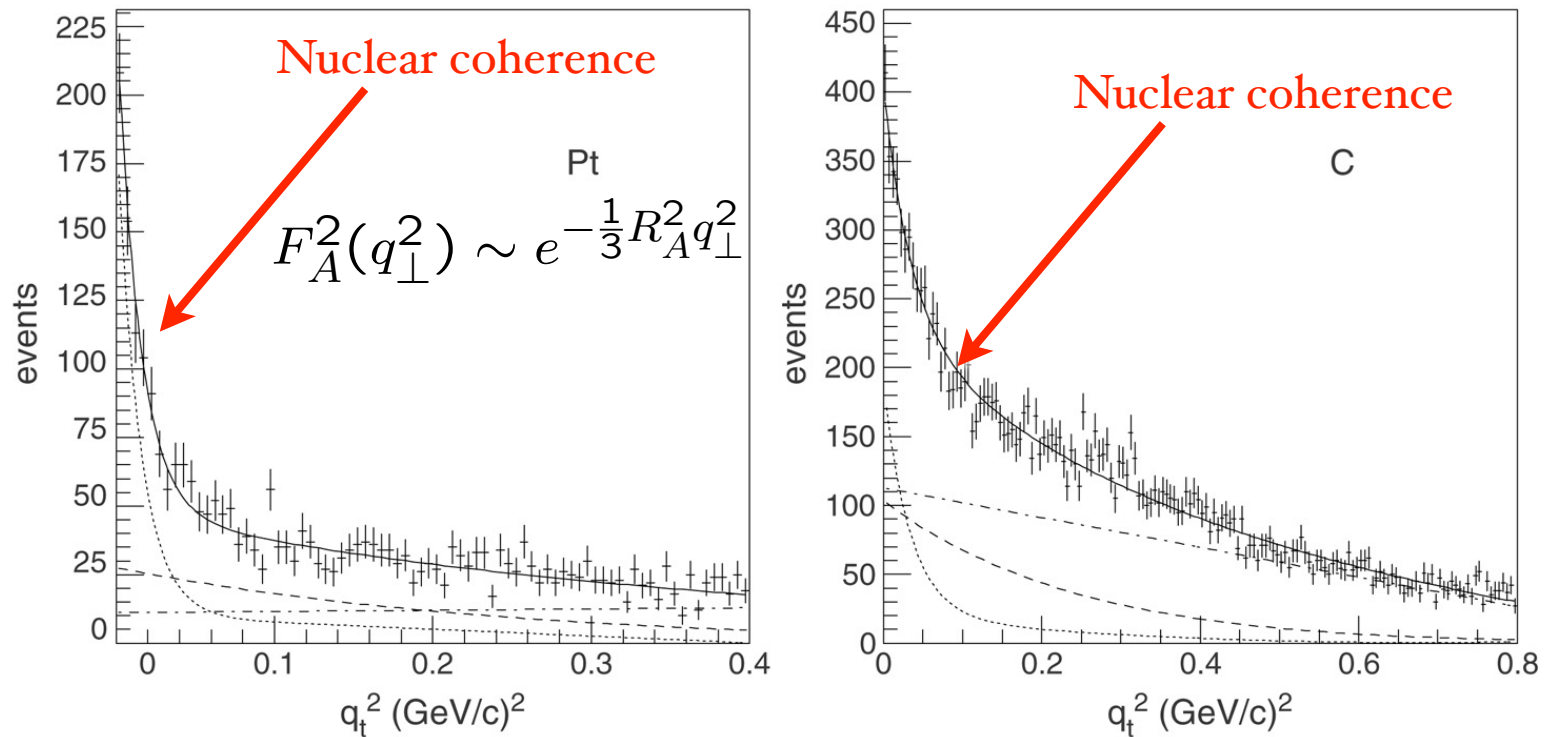 225
200
175
150
125
100
75
50
25
0
events
Nuclear coherence
Pt
F_A^2(q_⊥^2) ∼ e^{-\frac{1}{3}R_A^2 q_⊥^2}
0 0.1 0.2 0.3 0.4
q_t^2 (GeV/c)^2
450
400
350
300
250
200
150
100
50
0
events
Nuclear coherence
C
0 0.2 0.4 0.6 0.8
q_t^2 (GeV/c)^2